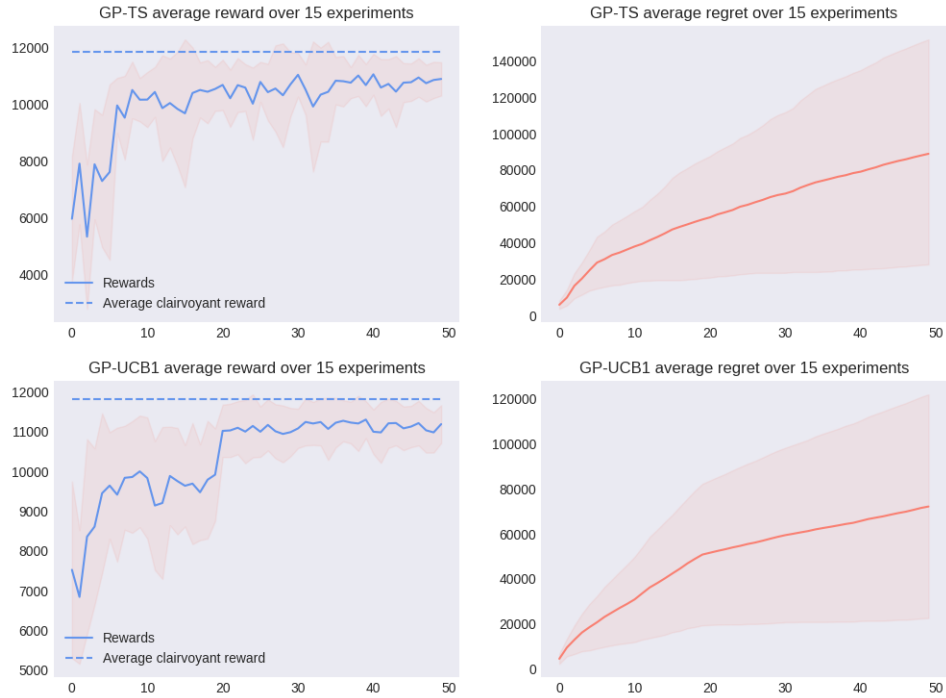 GP-TS average reward over 15 experiments
12000
10000
8000
6000
4000
Rewards
Average clairvoyant reward
0 10 20 30 40 50
GP-TS average regret over 15 experiments
140000
120000
100000
80000
60000
40000
20000
0
0 10 20 30 40 50
GP-UCB1 average reward over 15 experiments
12000
11000
10000
9000
8000
7000
6000
5000
Rewards
Average clairvoyant reward
0 10 20 30 40 50
GP-UCB1 average regret over 15 experiments
120000
100000
80000
60000
40000
20000
0
0 10 20 30 40 50